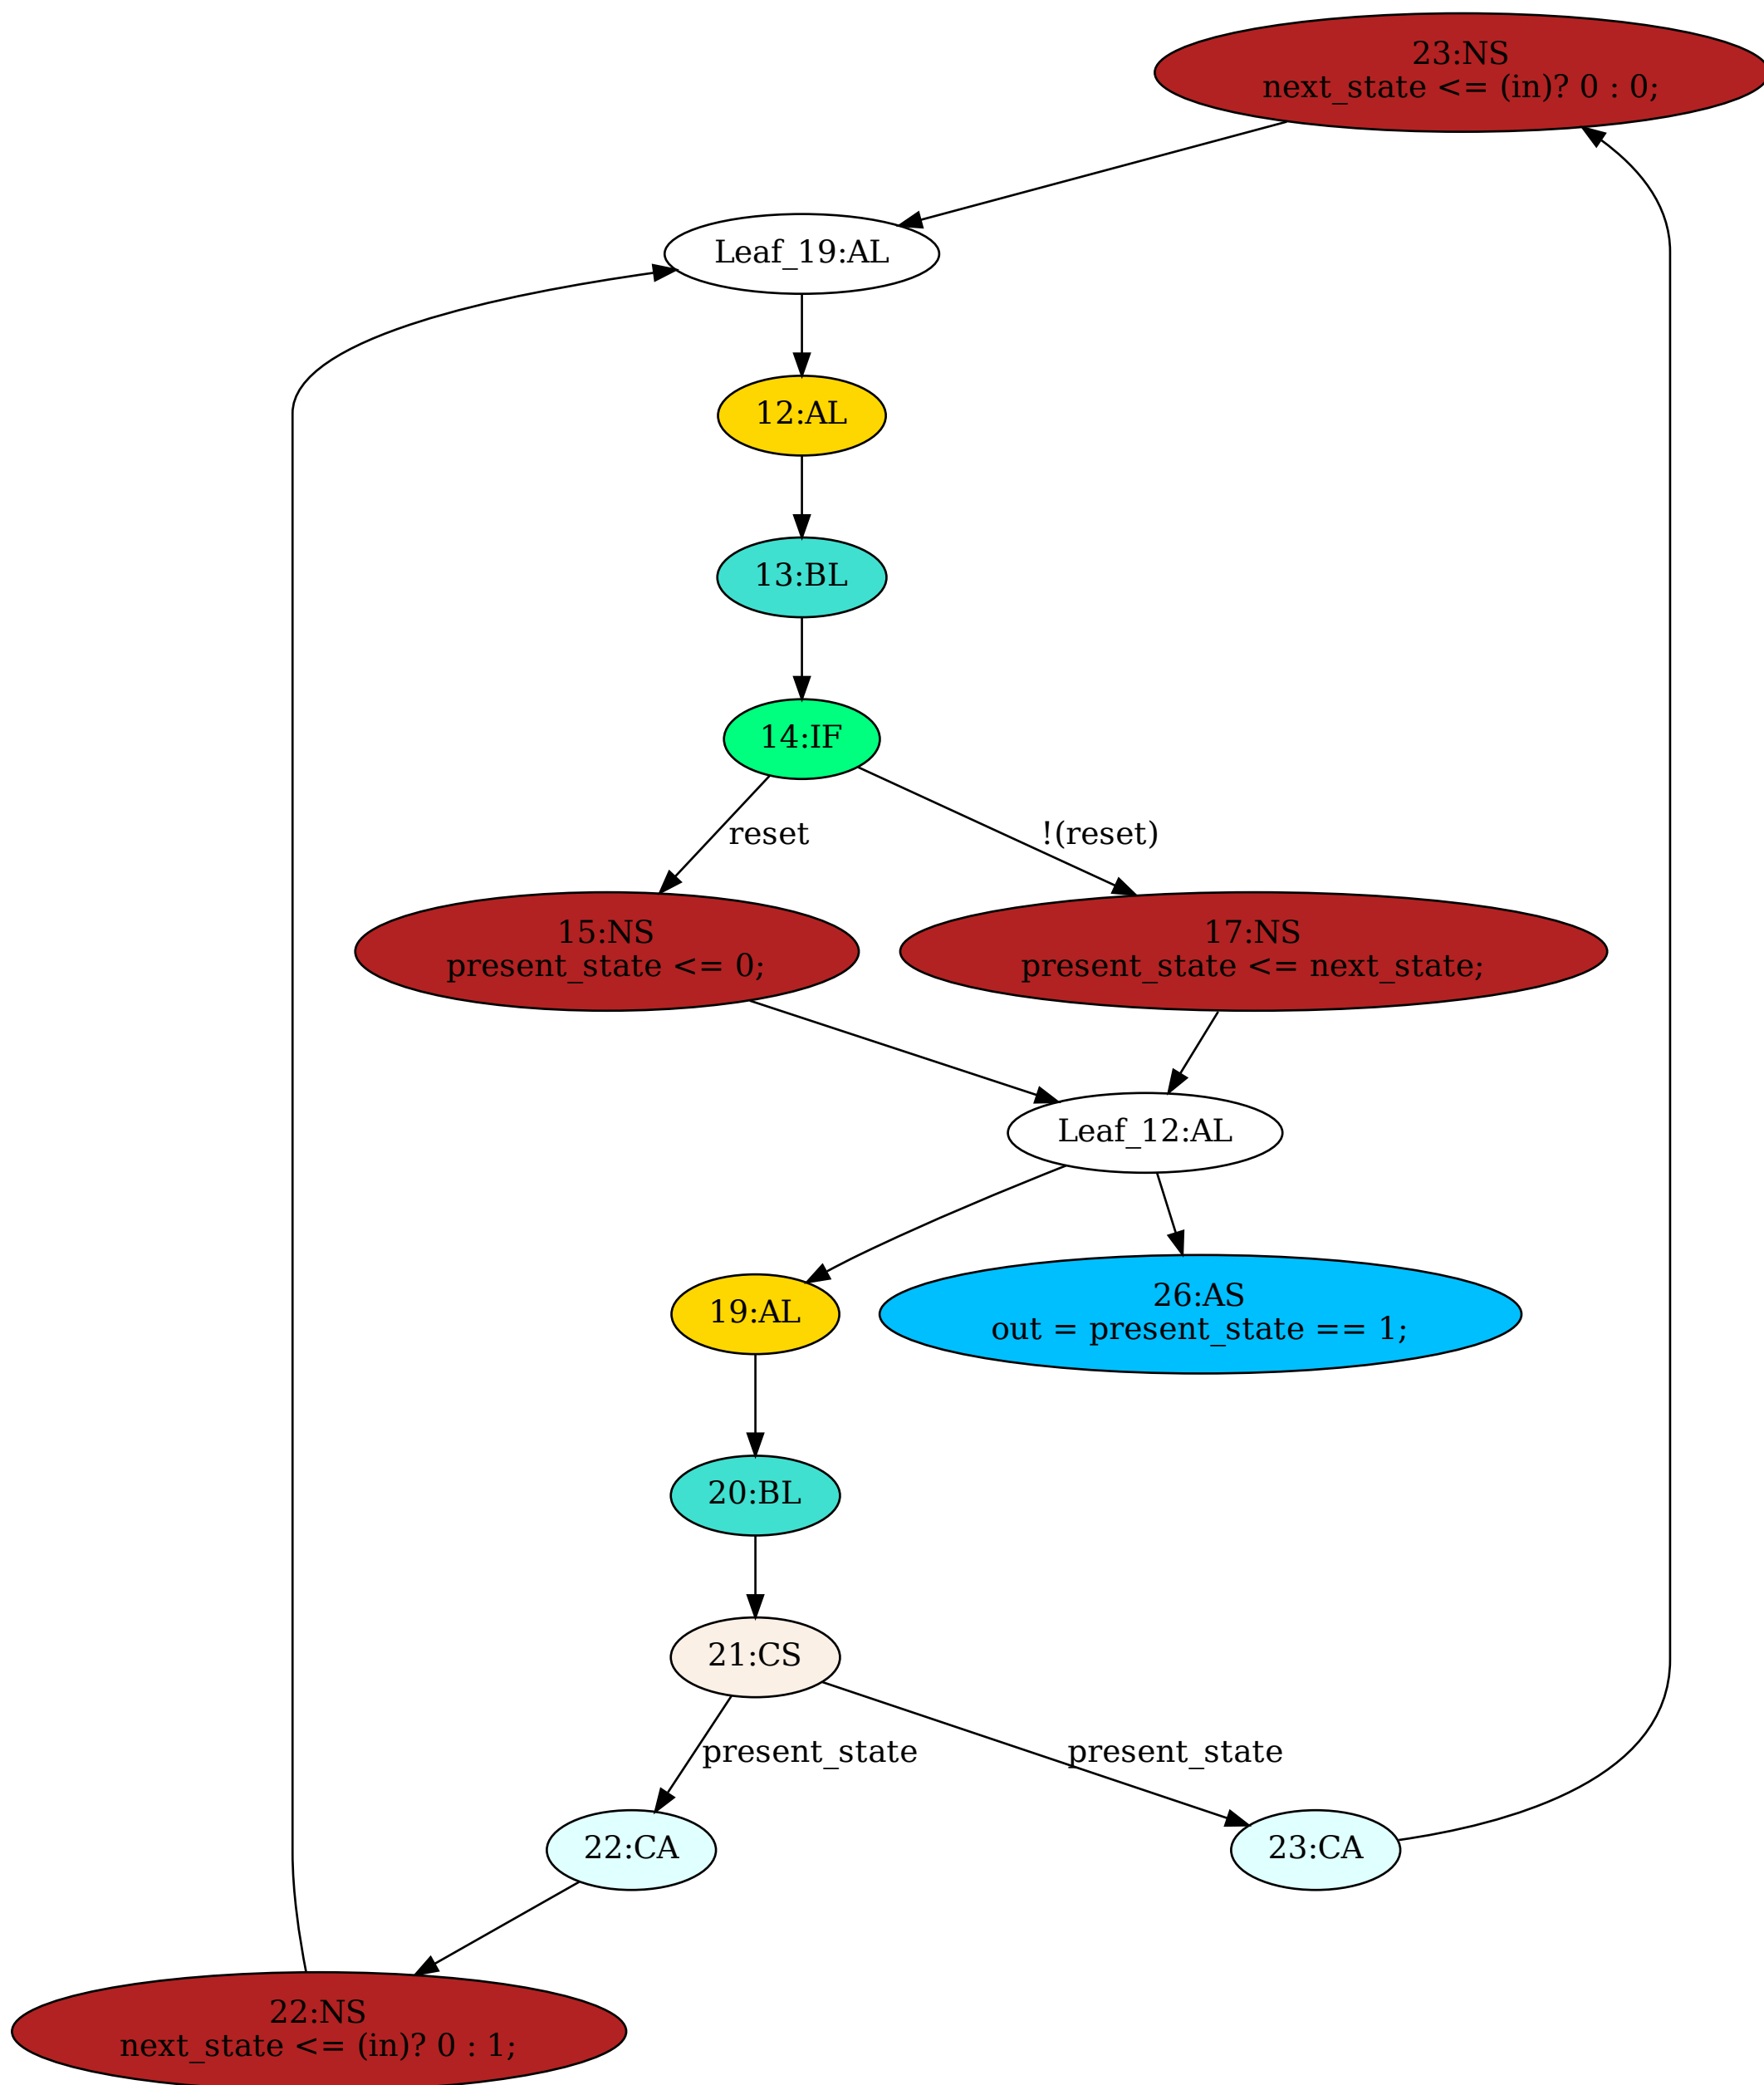 23:NS
next_state <= (in)? 0 : 0;
Leaf_19:AL
12:AL
13:BL
14:IF
reset
!(reset)
15:NS
present_state <= 0;
17:NS
present_state <= next_state;
Leaf_12:AL
19:AL
26:AS
out = present_state == 1;
20:BL
21:CS
present_state
present_state
22:CA
23:CA
22:NS
next_state <= (in)? 0 : 1;